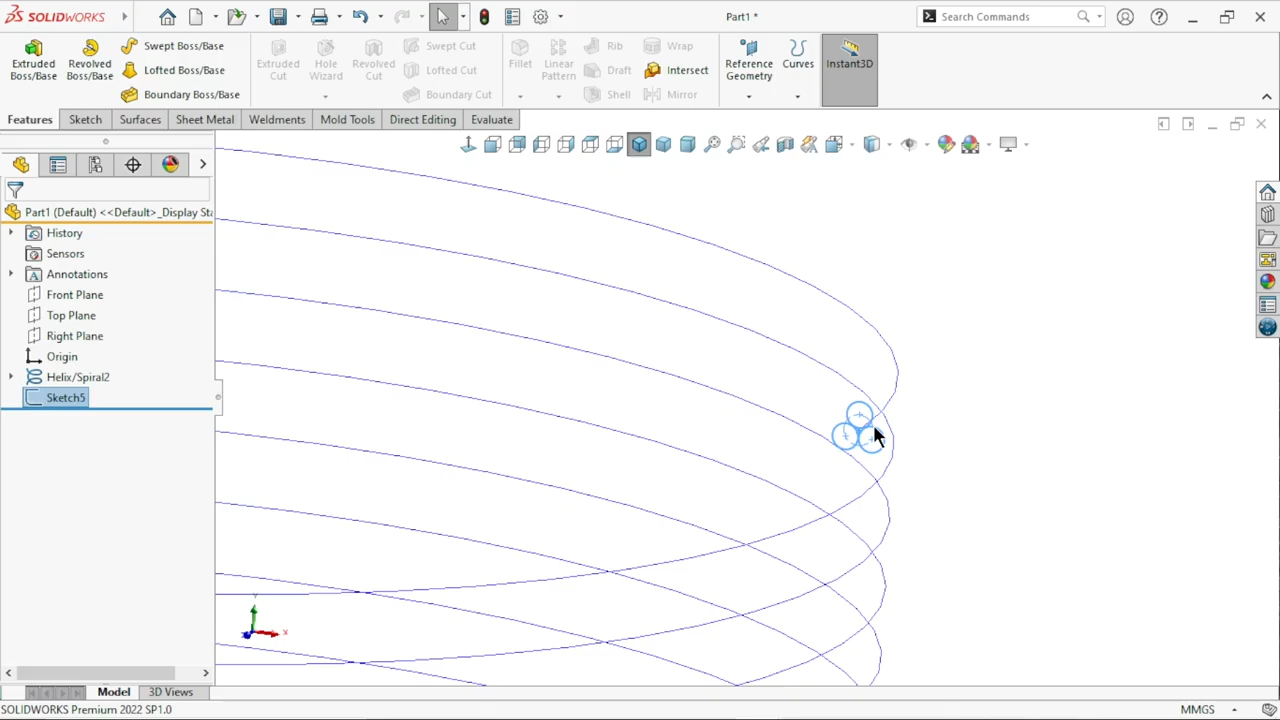 SOLIDWORKS
Part1 *
Search Commands
Extruded Boss/Base
Revolved Boss/Base
Swept Boss/Base
Lofted Boss/Base
Boundary Boss/Base
Extruded Cut
Hole Wizard
Revolved Cut
Swept Cut
Lofted Cut
Boundary Cut
Fillet
Linear Pattern
Rib
Draft
Shell
Wrap
Intersect
Mirror
Reference Geometry
Curves
Instant3D
Features
Sketch
Surfaces
Sheet Metal
Weldments
Mold Tools
Direct Editing
Evaluate
Part1 (Default) <<Default>_Display Sta
History
Sensors
Annotations
Front Plane
Top Plane
Right Plane
Origin
Helix/Spiral2
Sketch5
Y
X
Model
3D Views
SOLIDWORKS Premium 2022 SP1.0
MMGS